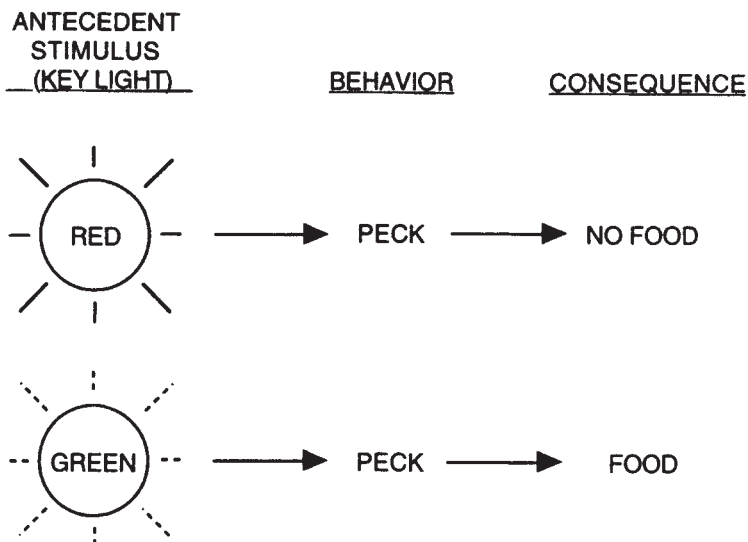 ANTECEDENT
STIMULUS
(KEY LIGHT) BEHAVIOR CONSEQUENCE
RED PECK NO FOOD
GREEN PECK FOOD